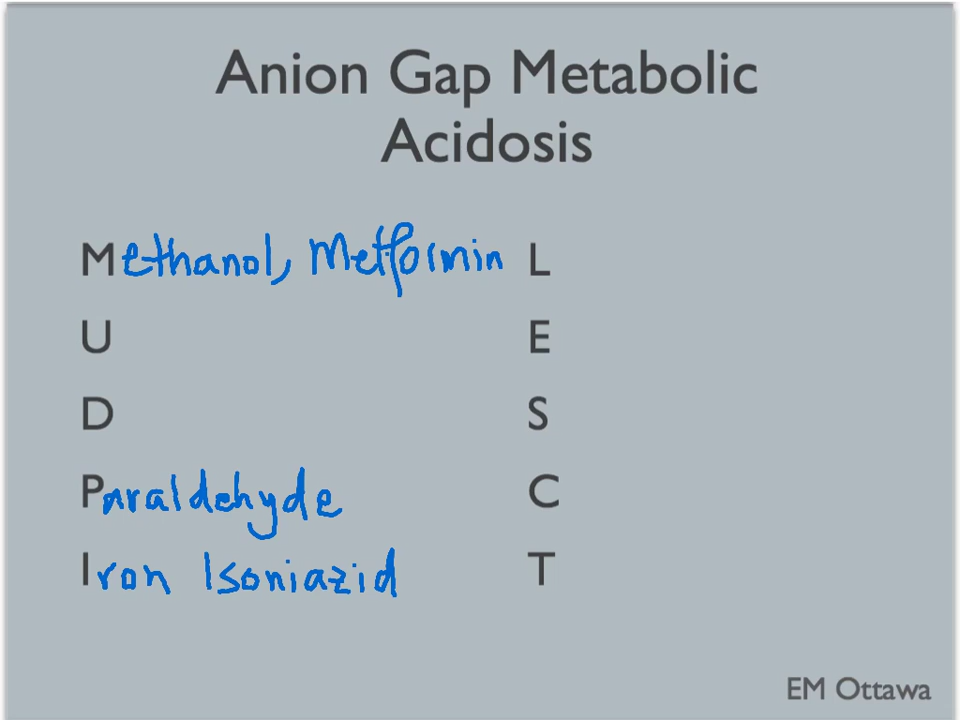 Anion Gap Metabolic
Acidosis
Methanol, Metformin
U
D
Paraldehyde
Iron Isoniazid
L
E
S
C
T
EM Ottawa